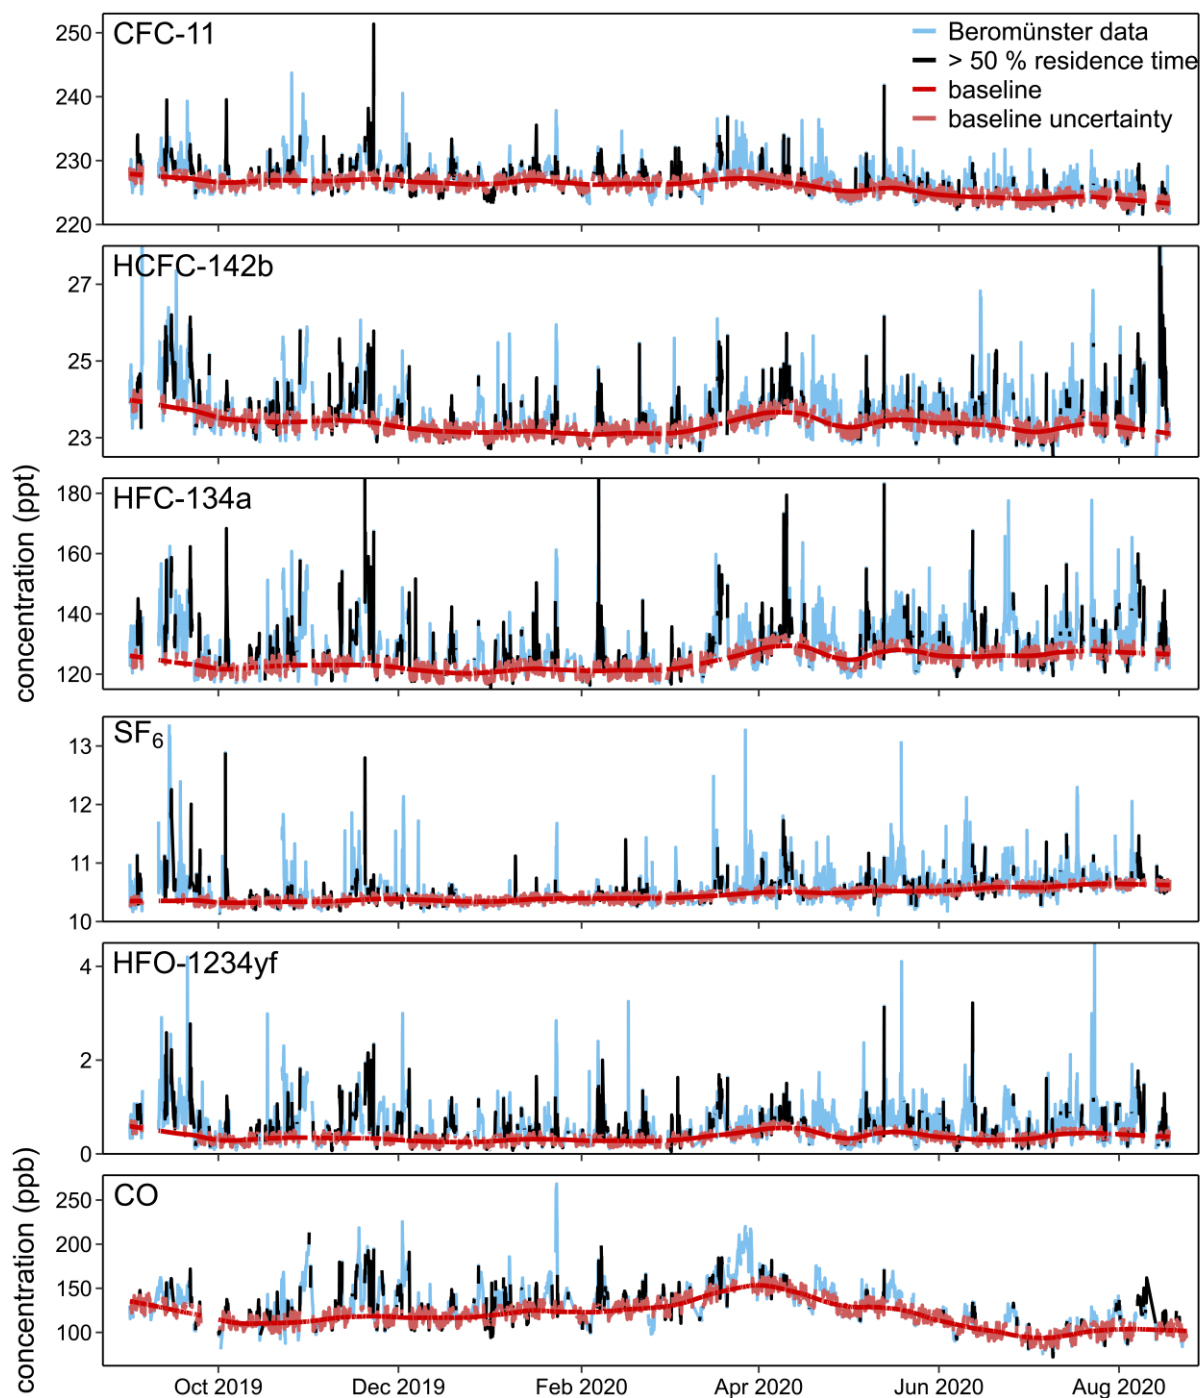 CFC-11
Beromünster data
> 50 % residence time
baseline
baseline uncertainty
250
240
230
220
HCFC-142b
27
25
23
concentration (ppt)
HFC-134a
180
160
140
120
SF₆
13
12
11
10
HFO-1234yf
4
2
0
concentration (ppb)
CO
250
200
150
100
Oct 2019 Dec 2019 Feb 2020 Apr 2020 Jun 2020 Aug 2020